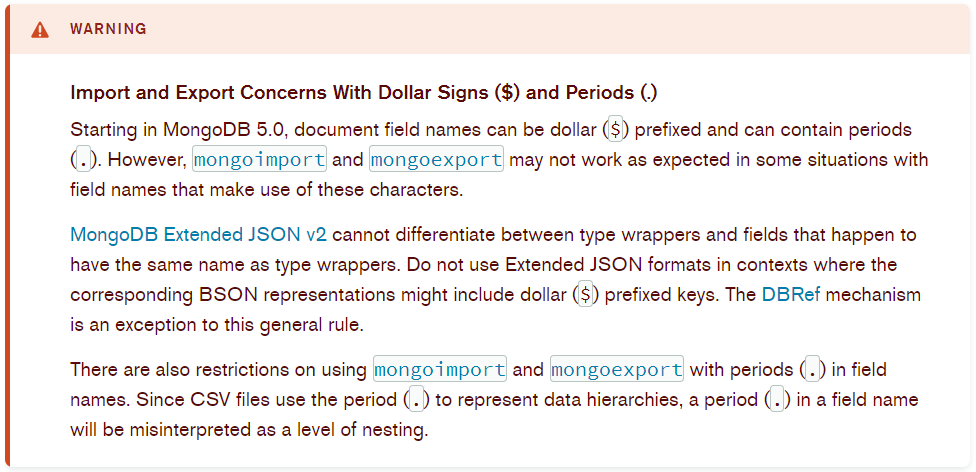 WARNING
Import and Export Concerns With Dollar Signs ($) and Periods (.)
Starting in MongoDB 5.0, document field names can be dollar ($) prefixed and can contain periods
(.). However, mongoimport and mongoexport may not work as expected in some situations with
field names that make use of these characters.
MongoDB Extended JSON v2 cannot differentiate between type wrappers and fields that happen to
have the same name as type wrappers. Do not use Extended JSON formats in contexts where the
corresponding BSON representations might include dollar ($) prefixed keys. The DBRef mechanism
is an exception to this general rule.
There are also restrictions on using mongoimport and mongoexport with periods (.) in field
names. Since CSV files use the period (.) to represent data hierarchies, a period (.) in a field name
will be misinterpreted as a level of nesting.